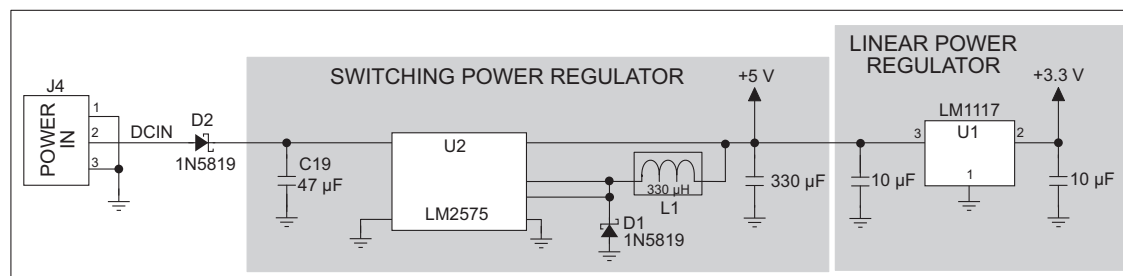 SWITCHING POWER REGULATOR
LINEAR POWER
REGULATOR
J4
POWER
IN
1
2
3
DCIN
D2
1N5819
C19
47 µF
U2
LM2575
330 µH
L1
D1
1N5819
+5 V
330 µF
10 µF
LM1117
U1
3
2
1
+3.3 V
10 µF